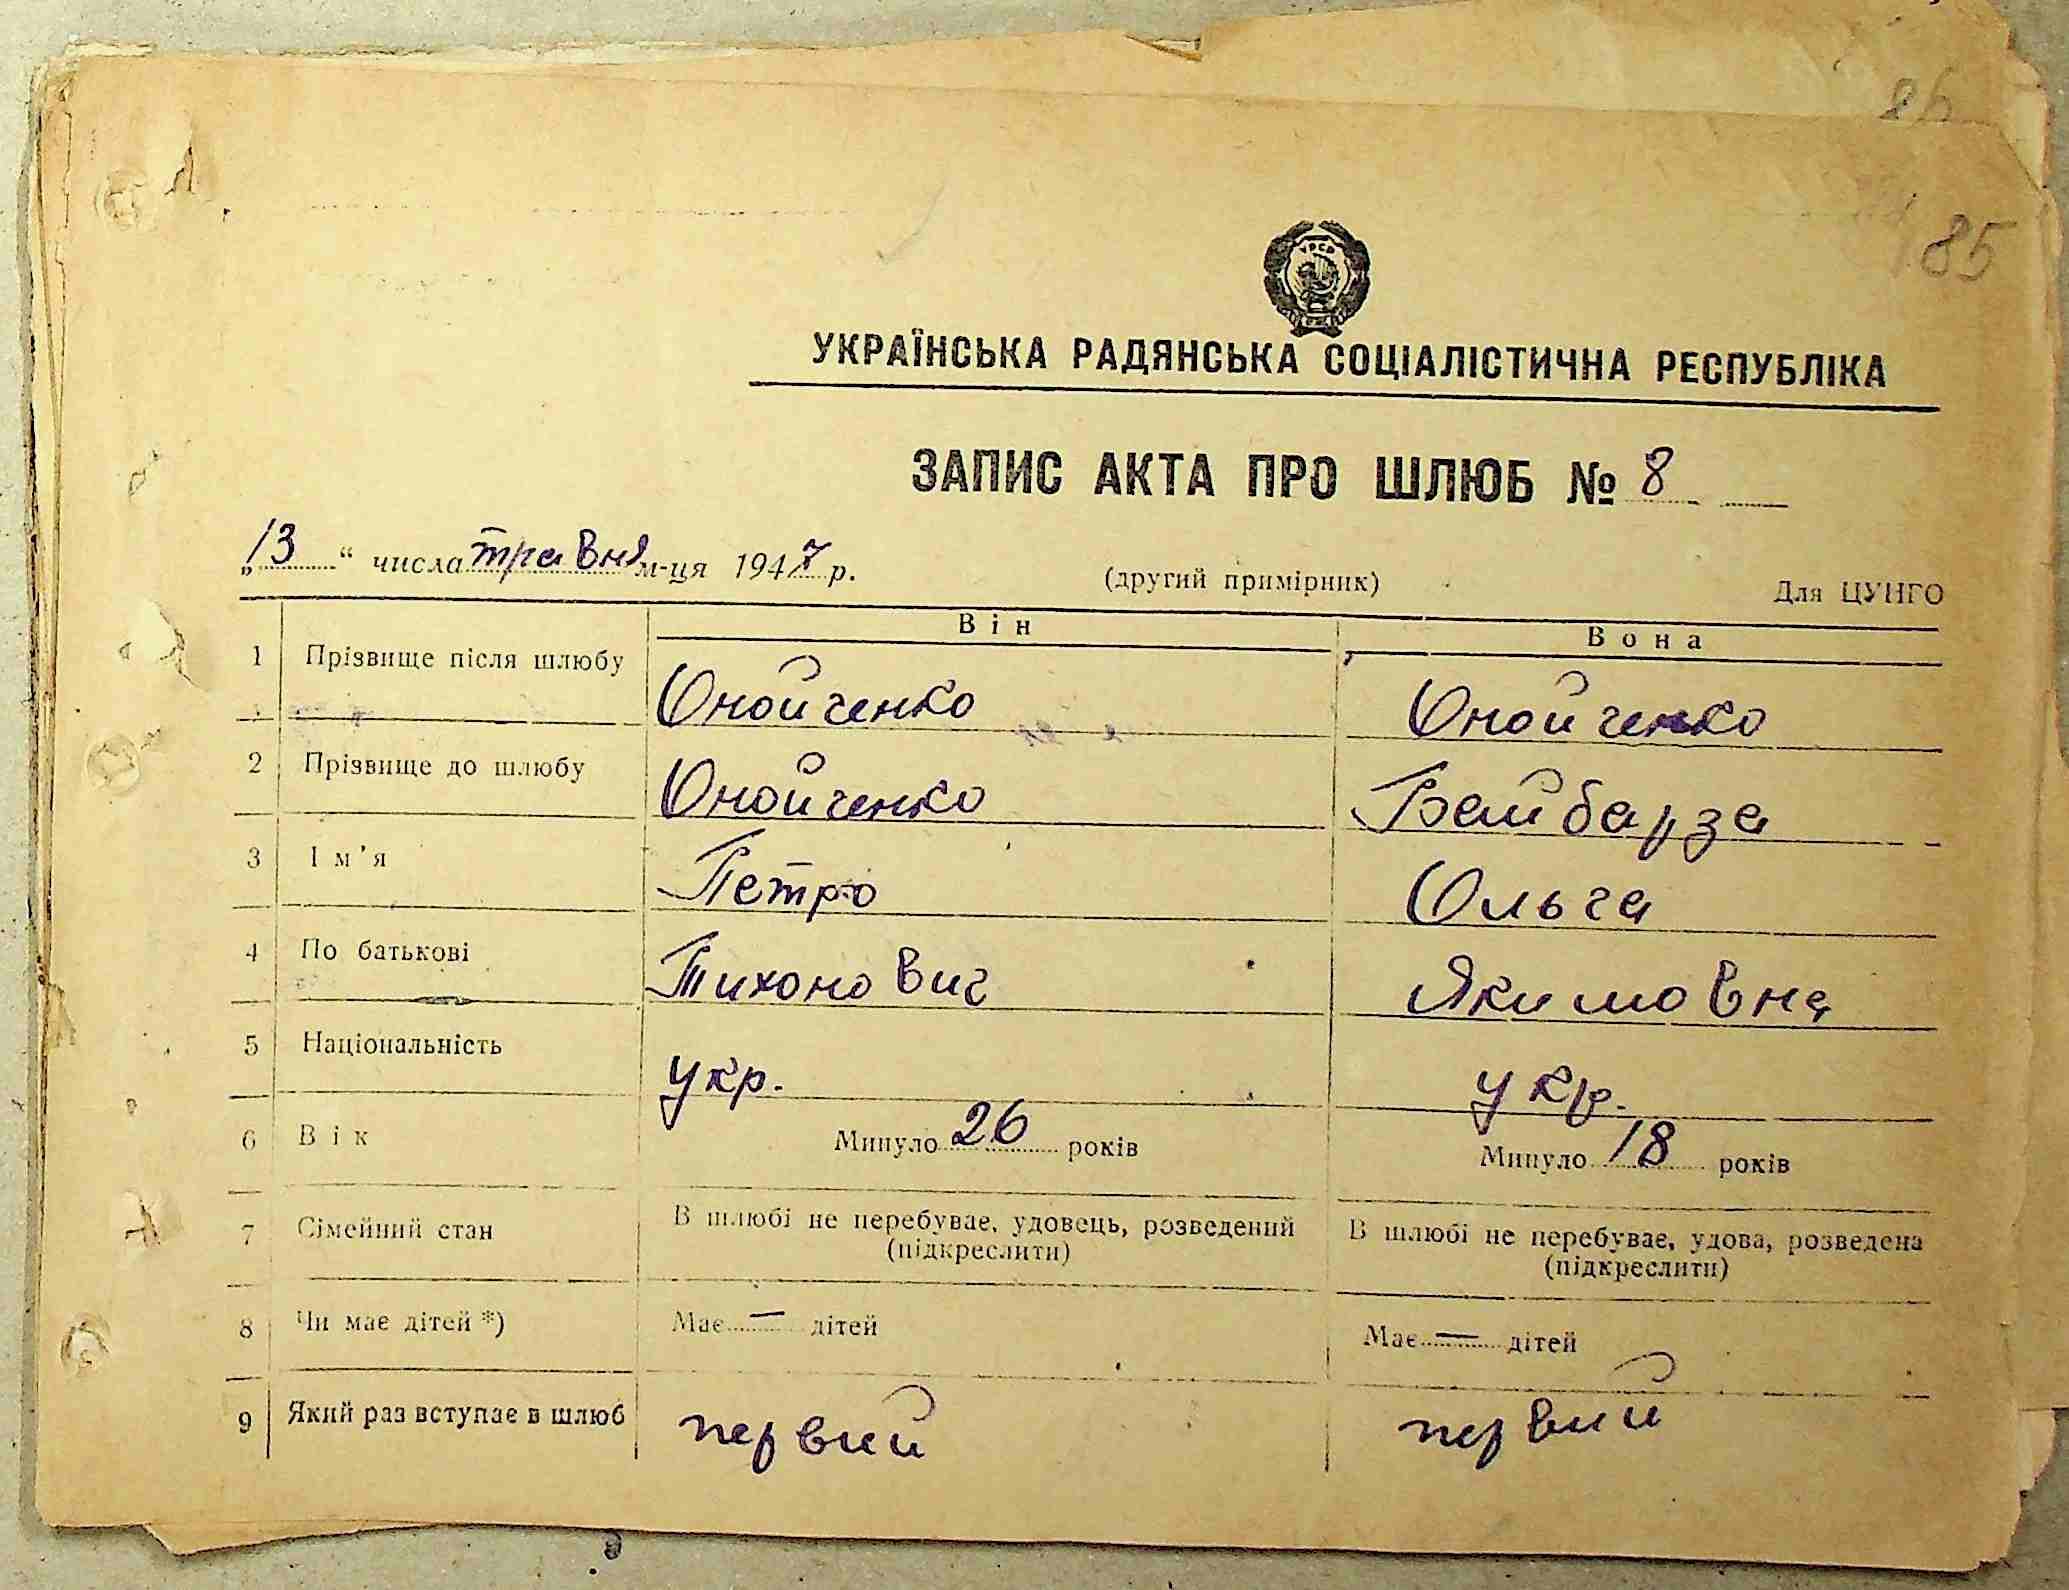 26
85
УРСР
УКРАЇНСЬКА РАДЯНСЬКА СОЦІАЛІСТИЧНА РЕСПУБЛІКА
ЗАПИС АКТА ПРО ШЛЮБ № 8
„13“ числа травня м-ця 1947 р. (другий примірник) Для ЦУНГО
Він Вона
1 Прізвище після шлюбу Онойченко Онойченко
2 Прізвище до шлюбу Онойченко Байбарза
3 Ім'я Петро Ольга
4 По батькові Тихонович Якимовна
5 Національність укр. укр.
6 Вік Минуло 26 років Минуло 18 років
7 Сімейний стан В шлюбі не перебуває, удовець, розведений В шлюбі не перебуває, удова, розведена
(підкреслити) (підкреслити)
8 Чи має дітей *) Має — дітей Має — дітей
9 Який раз вступає в шлюб первий первий